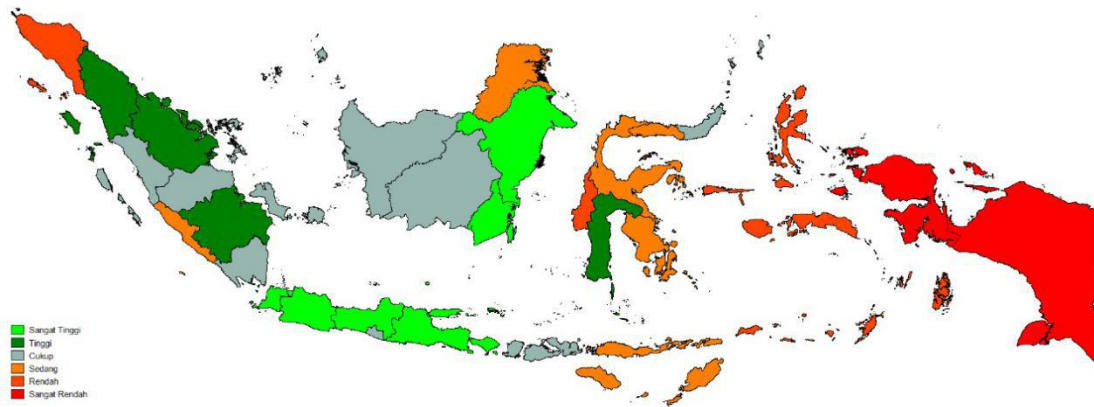 Sangat Tinggi
Tinggi
Cukup
Sedang
Rendah
Sangat Rendah